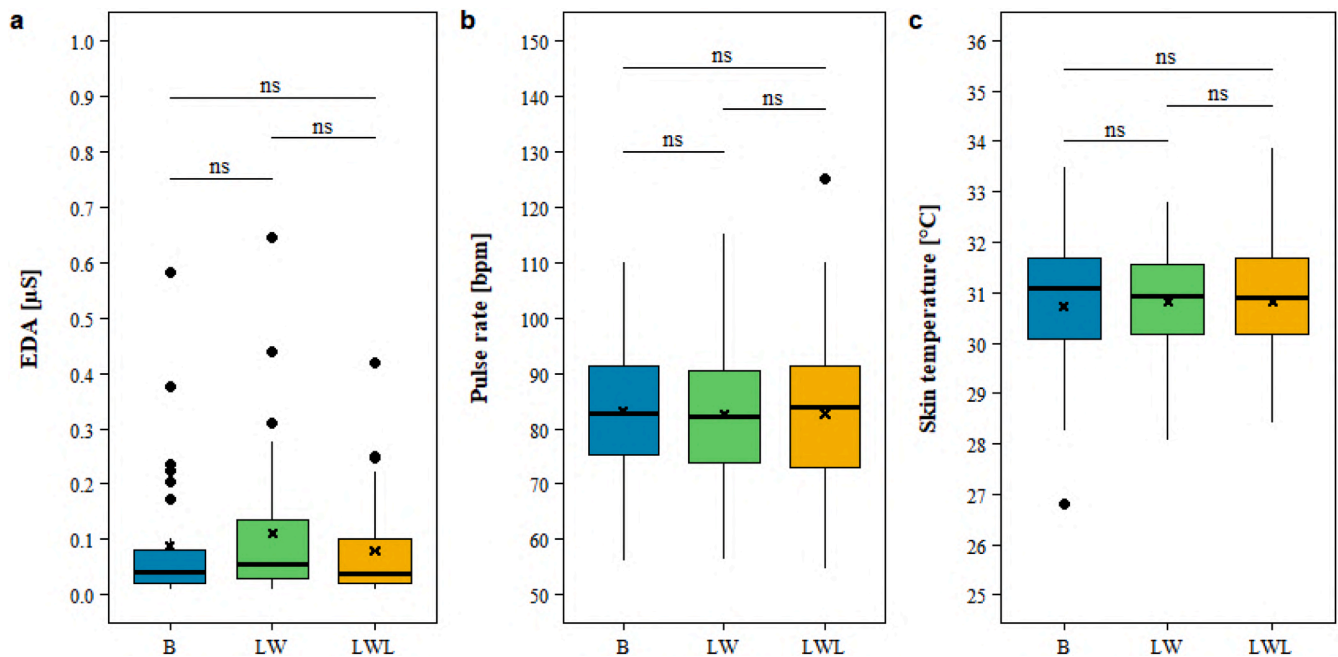 a
EDA [µS]
1.0
0.9
0.8
0.7
0.6
0.5
0.4
0.3
0.2
0.1
0.0
ns
ns
ns
B LW LWL
b
Pulse rate [bpm]
150
140
130
120
110
100
90
80
70
60
50
ns
ns
ns
B LW LWL
c
Skin temperature [°C]
36
35
34
33
32
31
30
29
28
27
26
25
ns
ns
ns
B LW LWL